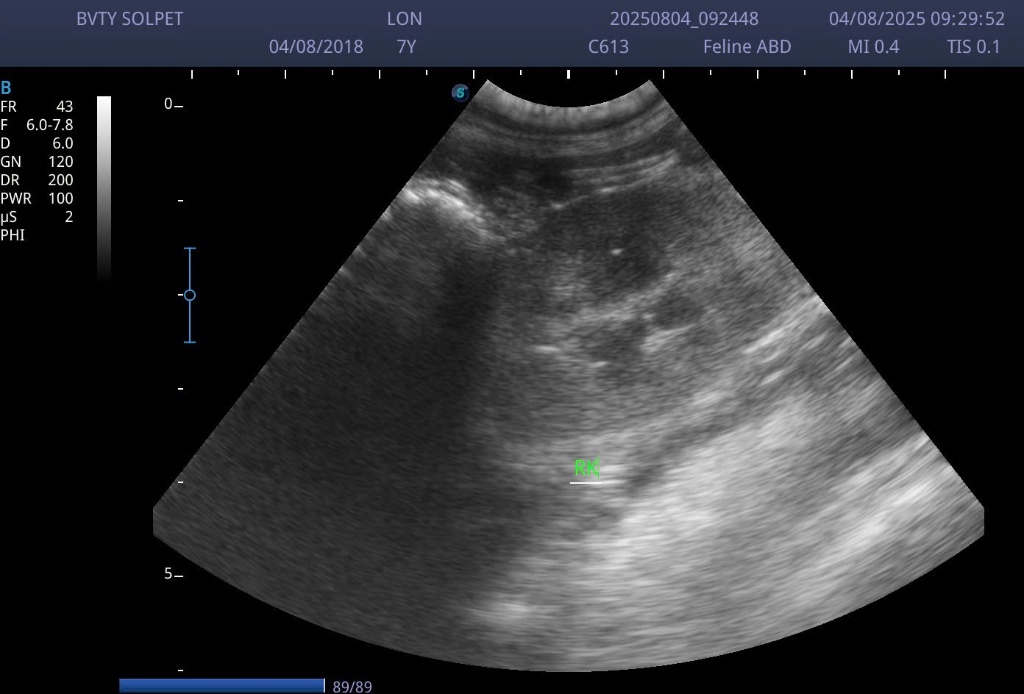 BVTY SOLPET LON 20250804_092448 04/08/2025 09:29:52
04/08/2018 7Y C613 Feline ABD MI 0.4 TIS 0.1
B
FR 43
F 6.0-7.8
D 6.0
GN 120
DR 200
PWR 100
µS 2
PHI
S
0
5
RK
89/89